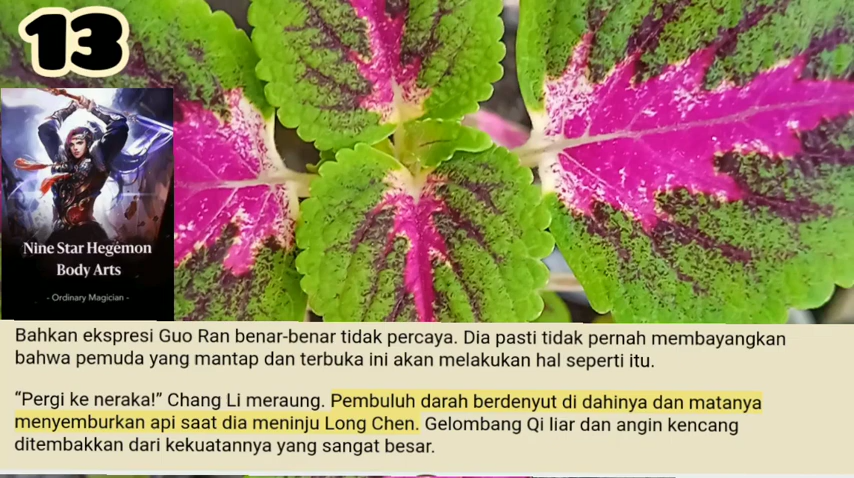 13
Nine Star Hegemon
Body Arts
- Ordinary Magician -
Bahkan ekspresi Guo Ran benar-benar tidak percaya. Dia pasti tidak pernah membayangkan
bahwa pemuda yang mantap dan terbuka ini akan melakukan hal seperti itu.
“Pergi ke neraka!” Chang Li meraung. Pembuluh darah berdenyut di dahinya dan matanya
menyemburkan api saat dia meninju Long Chen. Gelombang Qi liar dan angin kencang
ditembakkan dari kekuatannya yang sangat besar.